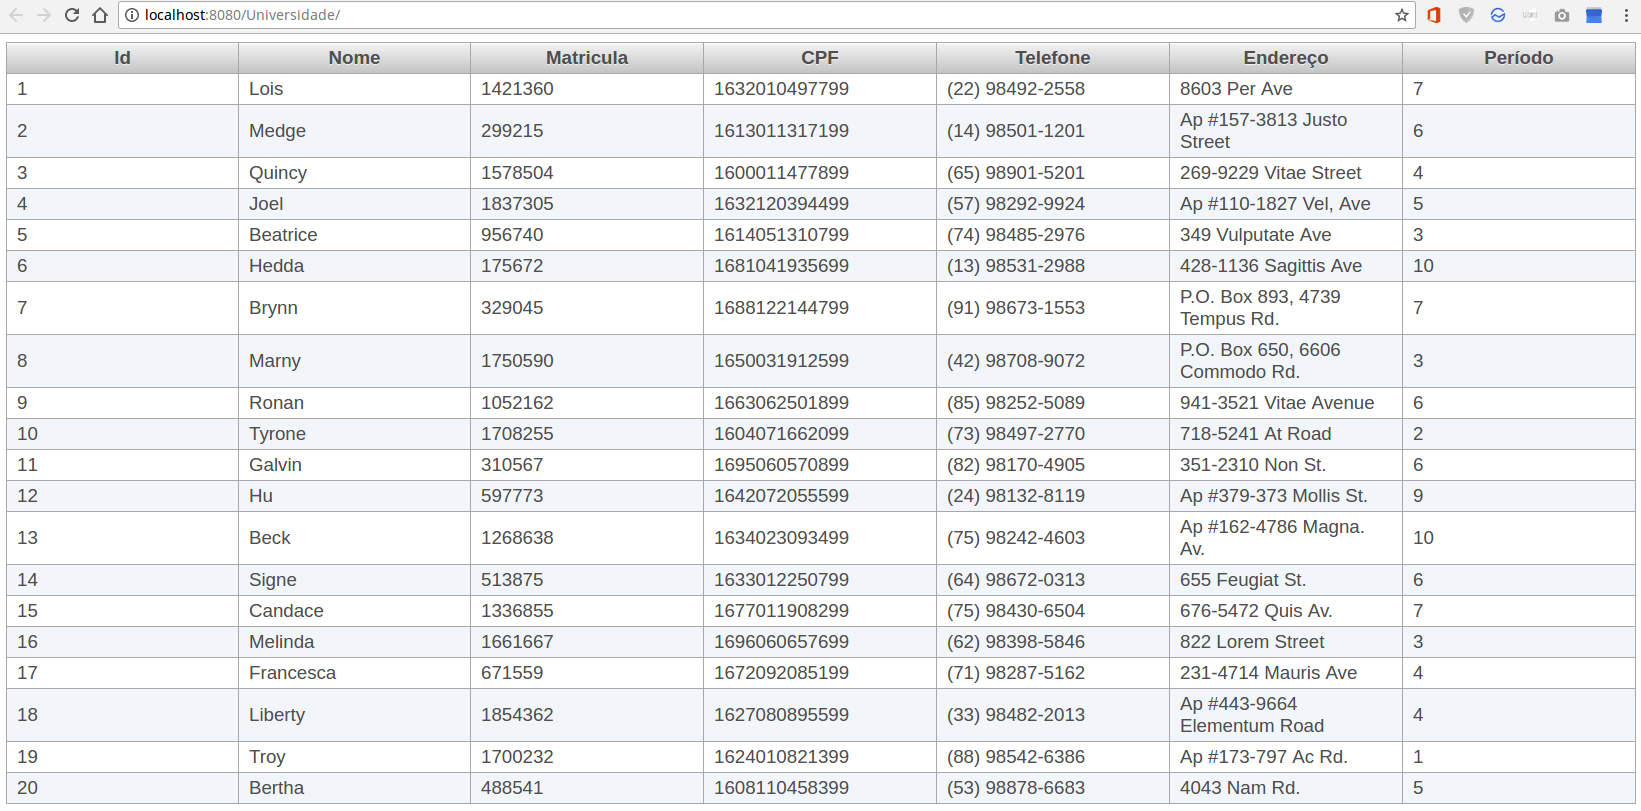 localhost:8080/Universidade/
Id Nome Matricula CPF Telefone Endereço Período
1 Lois 1421360 1632010497799 (22) 98492-2558 8603 Per Ave 7
2 Medge 299215 1613011317199 (14) 98501-1201 Ap #157-3813 Justo
Street 6
3 Quincy 1578504 1600011477899 (65) 98901-5201 269-9229 Vitae Street 4
4 Joel 1837305 1632120394499 (57) 98292-9924 Ap #110-1827 Vel, Ave 5
5 Beatrice 956740 1614051310799 (74) 98485-2976 349 Vulputate Ave 3
6 Hedda 175672 1681041935699 (13) 98531-2988 428-1136 Sagittis Ave 10
7 Brynn 329045 1688122144799 (91) 98673-1553 P.O. Box 893, 4739
Tempus Rd. 7
8 Marny 1750590 1650031912599 (42) 98708-9072 P.O. Box 650, 6606
Commodo Rd. 3
9 Ronan 1052162 1663062501899 (85) 98252-5089 941-3521 Vitae Avenue 6
10 Tyrone 1708255 1604071662099 (73) 98497-2770 718-5241 At Road 2
11 Galvin 310567 1695060570899 (82) 98170-4905 351-2310 Non St. 6
12 Hu 597773 1642072055599 (24) 98132-8119 Ap #379-373 Mollis St. 9
13 Beck 1268638 1634023093499 (75) 98242-4603 Ap #162-4786 Magna.
Av. 10
14 Signe 513875 1633012250799 (64) 98672-0313 655 Feugiat St. 6
15 Candace 1336855 1677011908299 (75) 98430-6504 676-5472 Quis Av. 7
16 Melinda 1661667 1696060657699 (62) 98398-5846 822 Lorem Street 3
17 Francesca 671559 1672092085199 (71) 98287-5162 231-4714 Mauris Ave 4
18 Liberty 1854362 1627080895599 (33) 98482-2013 Ap #443-9664
Elementum Road 4
19 Troy 1700232 1624010821399 (88) 98542-6386 Ap #173-797 Ac Rd. 1
20 Bertha 488541 1608110458399 (53) 98878-6683 4043 Nam Rd. 5